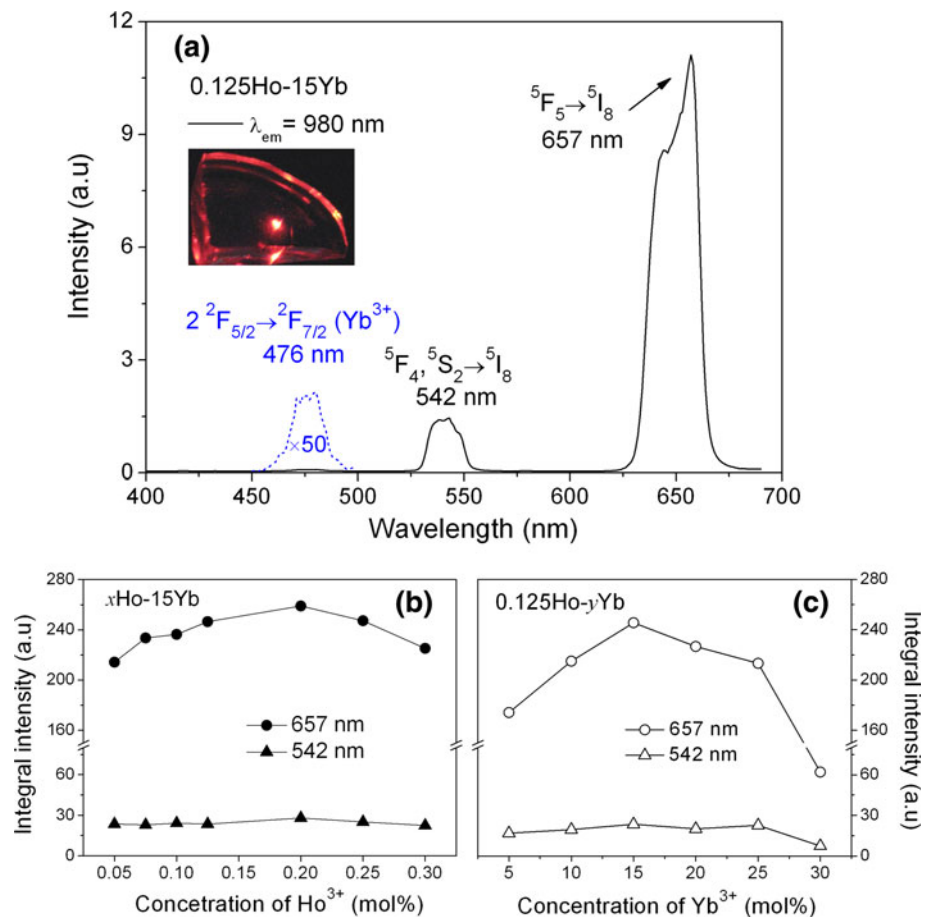 (a)
0.125Ho-15Yb
λem= 980 nm
⁵F₅→⁵I₈
657 nm
2 ²F5/2→²F7/2 (Yb³⁺)
476 nm
×50
⁵F₄, ⁵S₂→⁵I₈
542 nm
Intensity (a.u)
12
9
6
3
0
400 450 500 550 600 650 700
Wavelength (nm)
(b)
xHo-15Yb
657 nm
542 nm
Integral intensity (a.u)
280
240
200
160
60
30
0
0.05 0.10 0.15 0.20 0.25 0.30
Concetration of Ho³⁺ (mol%)
(c)
0.125Ho-yYb
657 nm
542 nm
280
240
200
160
60
30
0
Integral intensity (a.u)
5 10 15 20 25 30
Concentration of Yb³⁺ (mol%)